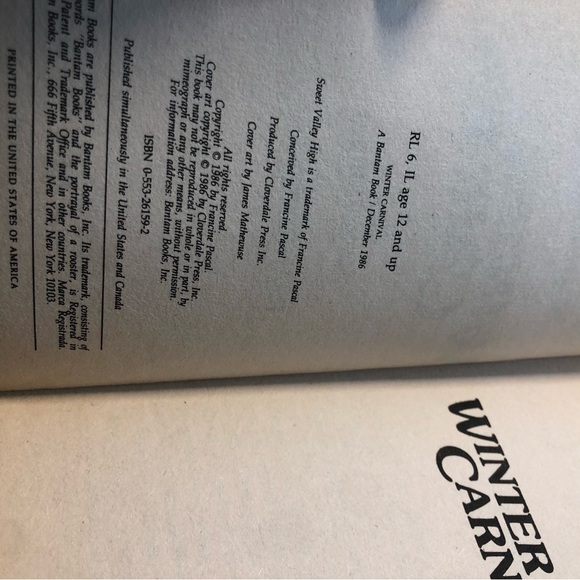 RL 6, IL age 12 and up
WINTER CARNIVAL
A Bantam Book / December 1986
Sweet Valley High is a trademark of Francine Pascal
Conceived by Francine Pascal
Produced by Cloverdale Press Inc.
Cover art by James Mathewuse
All rights reserved.
Copyright © 1986 by Francine Pascal.
Cover art copyright © 1986 by Cloverdale Press, Inc.
This book may not be reproduced in whole or in part, by
mimeograph or any other means, without permission.
For information address: Bantam Books, Inc.
ISBN 0-553-26159-2
Published simultaneously in the United States and Canada
m Books are published by Bantam Books, Inc. Its trademark, consisting of
ords "Bantam Books" and the portrayal of a rooster, is Registered in
Patent and Trademark Office and in other countries. Marca Registrada.
n Books, Inc., 666 Fifth Avenue, New York, New York 10103.
PRINTED IN THE UNITED STATES OF AMERICA
WINTER
CARN